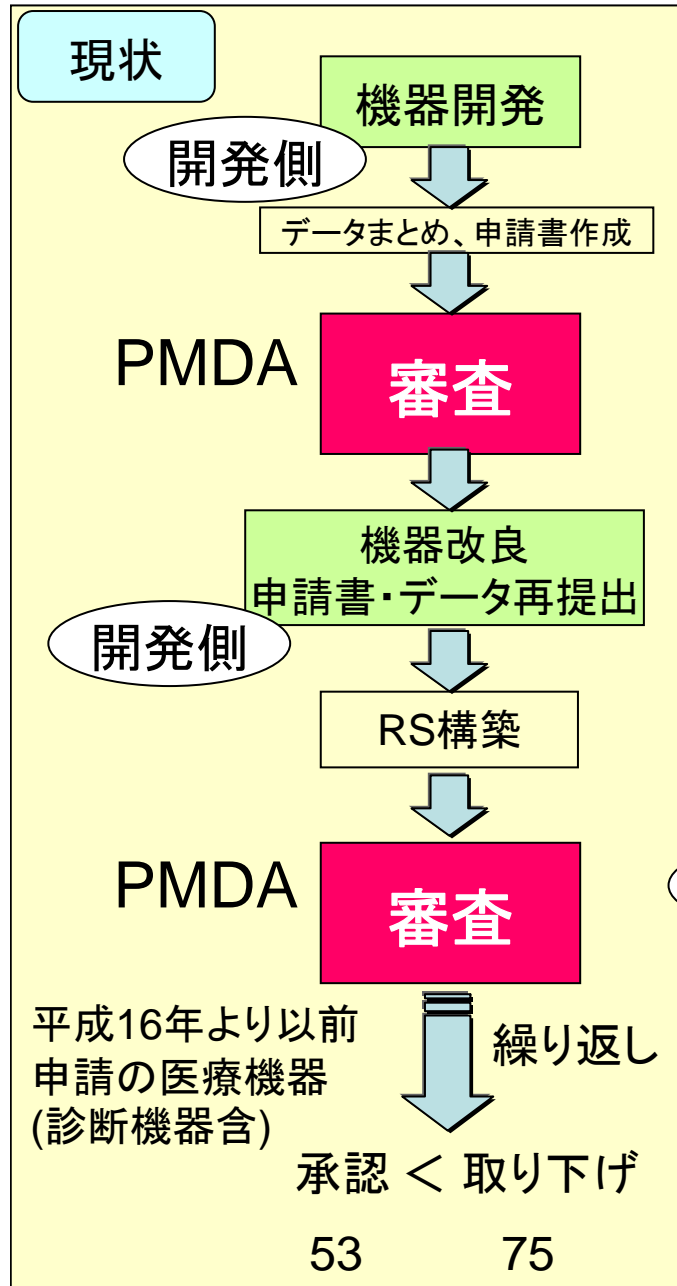 現状
機器開発
開発側
データまとめ、申請書作成
PMDA
審査
機器改良
申請書・データ再提出
開発側
RS構築
PMDA
審査
平成16年より以前
申請の医療機器
(診断機器含)
繰り返し
承認 ＜ 取り下げ
53 75